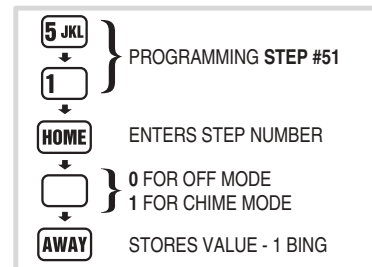 5 JKL
PROGRAMMING STEP #51
1
HOME ENTERS STEP NUMBER
0 FOR OFF MODE
1 FOR CHIME MODE
AWAY STORES VALUE - 1 BING